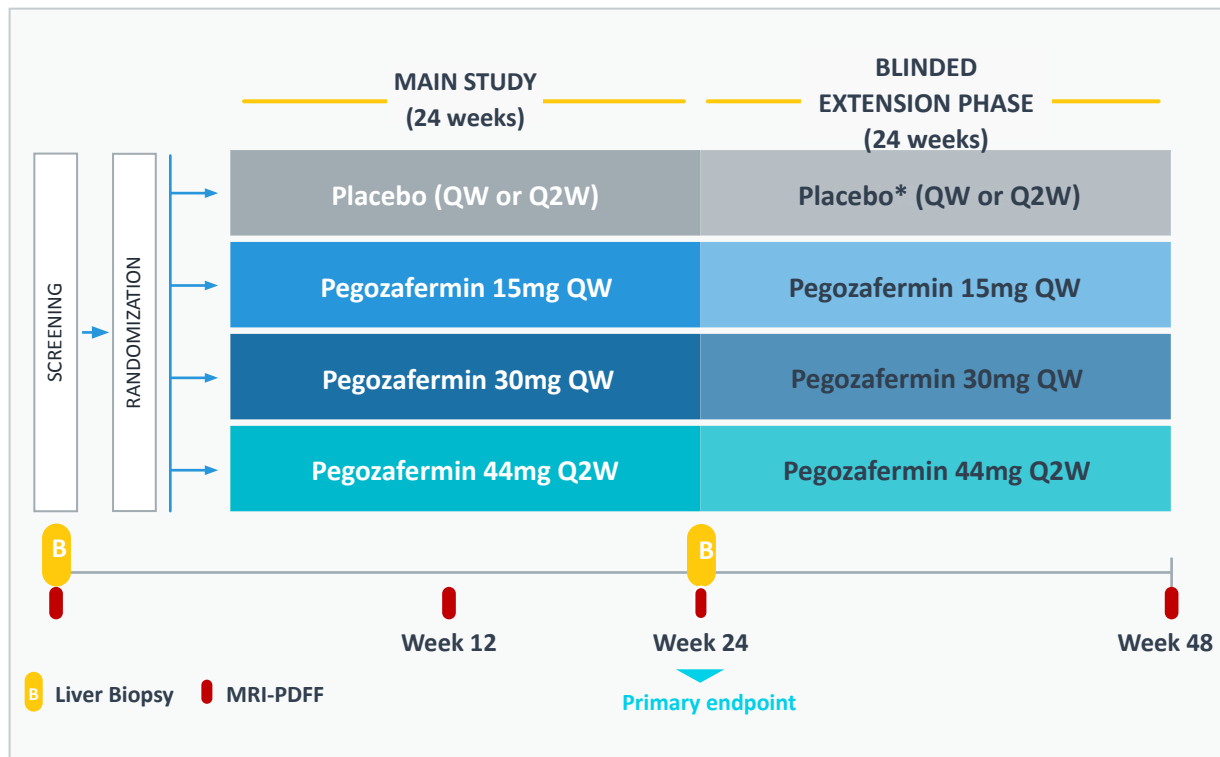 MAIN STUDY
(24 weeks)
BLINDED
EXTENSION PHASE
(24 weeks)
SCREENING
RANDOMIZATION
Placebo (QW or Q2W)
Placebo* (QW or Q2W)
Pegozafermin 15mg QW
Pegozafermin 15mg QW
Pegozafermin 30mg QW
Pegozafermin 30mg QW
Pegozafermin 44mg Q2W
Pegozafermin 44mg Q2W
B
B
Week 12
Week 24
Week 48
B Liver Biopsy
MRI-PDFF
Primary endpoint